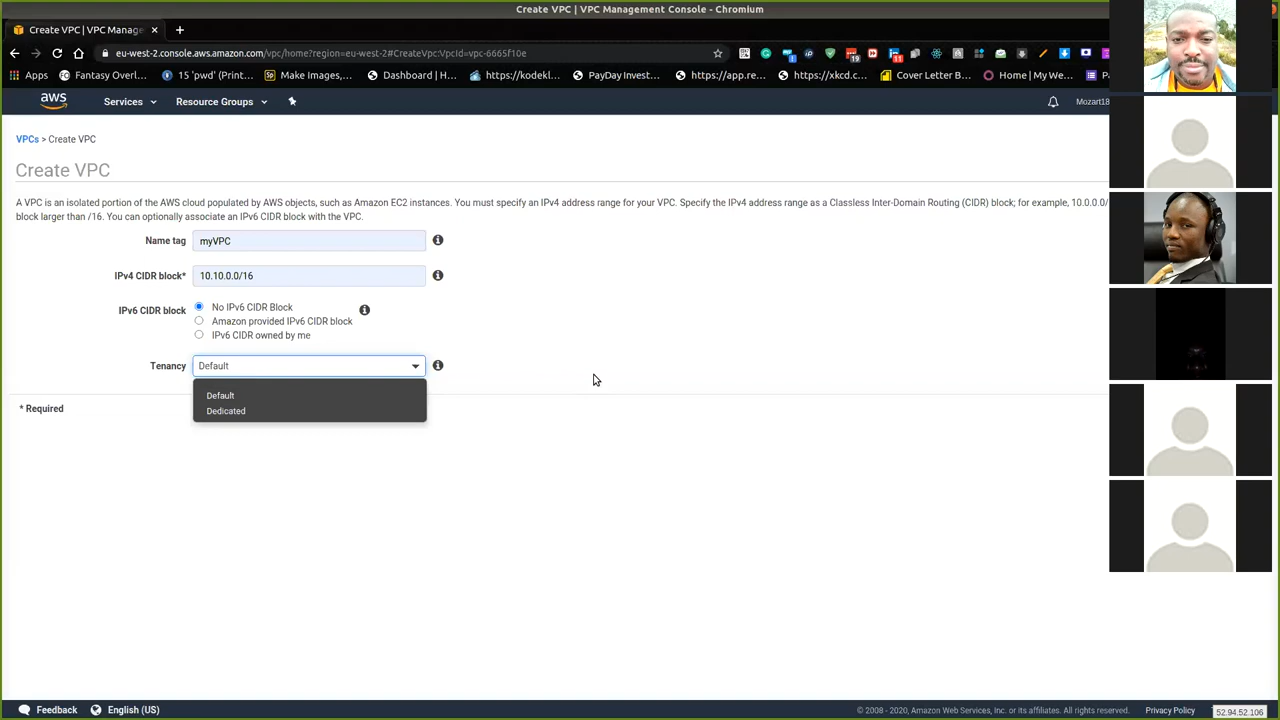 Create VPC | VPC Management Console - Chromium
Create VPC | VPC Manage
eu-west-2.console.aws.amazon.com/vpc/home?region=eu-west-2#CreateVpc:vpcId=vpc-6665f10e
Apps
Fantasy Overl...
15 'pwd' (Print...
Make Images,...
Dashboard | H...
https://kodekl...
PayDay Invest...
https://app.re...
https://xkcd.c...
Cover Letter B...
Home | My We...
aws
Services
Resource Groups
Mozart18
VPCs > Create VPC
Create VPC
A VPC is an isolated portion of the AWS cloud populated by AWS objects, such as Amazon EC2 instances. You must specify an IPv4 address range for your VPC. Specify the IPv4 address range as a Classless Inter-Domain Routing (CIDR) block; for example, 10.0.0.0/
block larger than /16. You can optionally associate an IPv6 CIDR block with the VPC.
Name tag myVPC
IPv4 CIDR block* 10.10.0.0/16
IPv6 CIDR block
No IPv6 CIDR Block
Amazon provided IPv6 CIDR block
IPv6 CIDR owned by me
Tenancy Default
Default
Dedicated
* Required
Feedback
English (US)
© 2008 - 2020, Amazon Web Services, Inc. or its affiliates. All rights reserved.
Privacy Policy
52.94.52.106